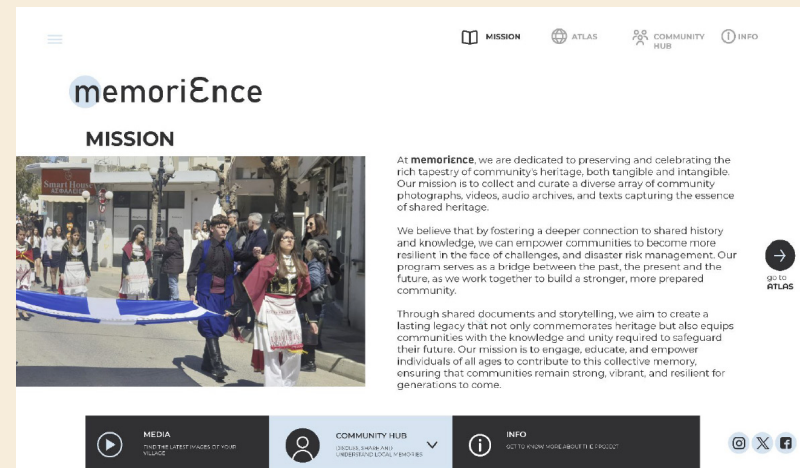 MISSION
ATLAS
COMMUNITY
HUB
INFO
memoriƐnce
MISSION
Smart House
ΑΣΦΑΛΕΙΕΣ
At memoriεnce, we are dedicated to preserving and celebrating the
rich tapestry of community's heritage, both tangible and intangible.
Our mission is to collect and curate a diverse array of community
photographs, videos, audio archives, and texts capturing the essence
of shared heritage.
We believe that by fostering a deeper connection to shared history
and knowledge, we can empower communities to become more
resilient in the face of challenges, and disaster risk management. Our
program serves as a bridge between the past, the present and the
future, as we work together to build a stronger, more prepared
community.
Through shared documents and storytelling, we aim to create a
lasting legacy that not only commemorates heritage but also equips
communities with the knowledge and unity required to safeguard
their future. Our mission is to engage, educate, and empower
individuals of all ages to contribute to this collective memory,
ensuring that communities remain strong, vibrant, and resilient for
generations to come.
go to
ATLAS
MEDIA
FIND THE LATEST IMAGES OF YOUR
VILLAGE
COMMUNITY HUB
DISCUSS, SHARE AND
UNDERSTAND LOCAL MEMORIES
INFO
GET TO KNOW MORE ABOUT THE PROJECT